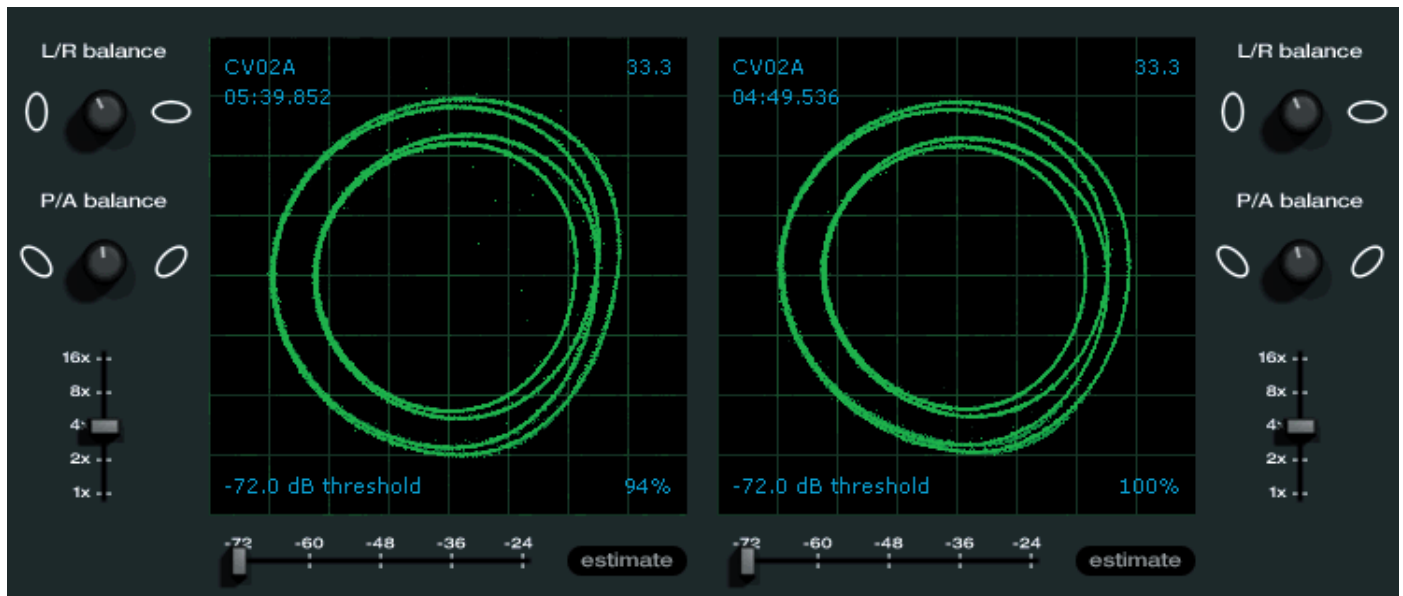 L/R balance
P/A balance
16x
8x
4x
2x
1x
CV02A
33.3
05:39.852
-72.0 dB threshold
94%
-72 -60 -48 -36 -24
estimate
CV02A
33.3
04:49.536
-72.0 dB threshold
100%
-72 -60 -48 -36 -24
estimate
L/R balance
P/A balance
16x
8x
4x
2x
1x